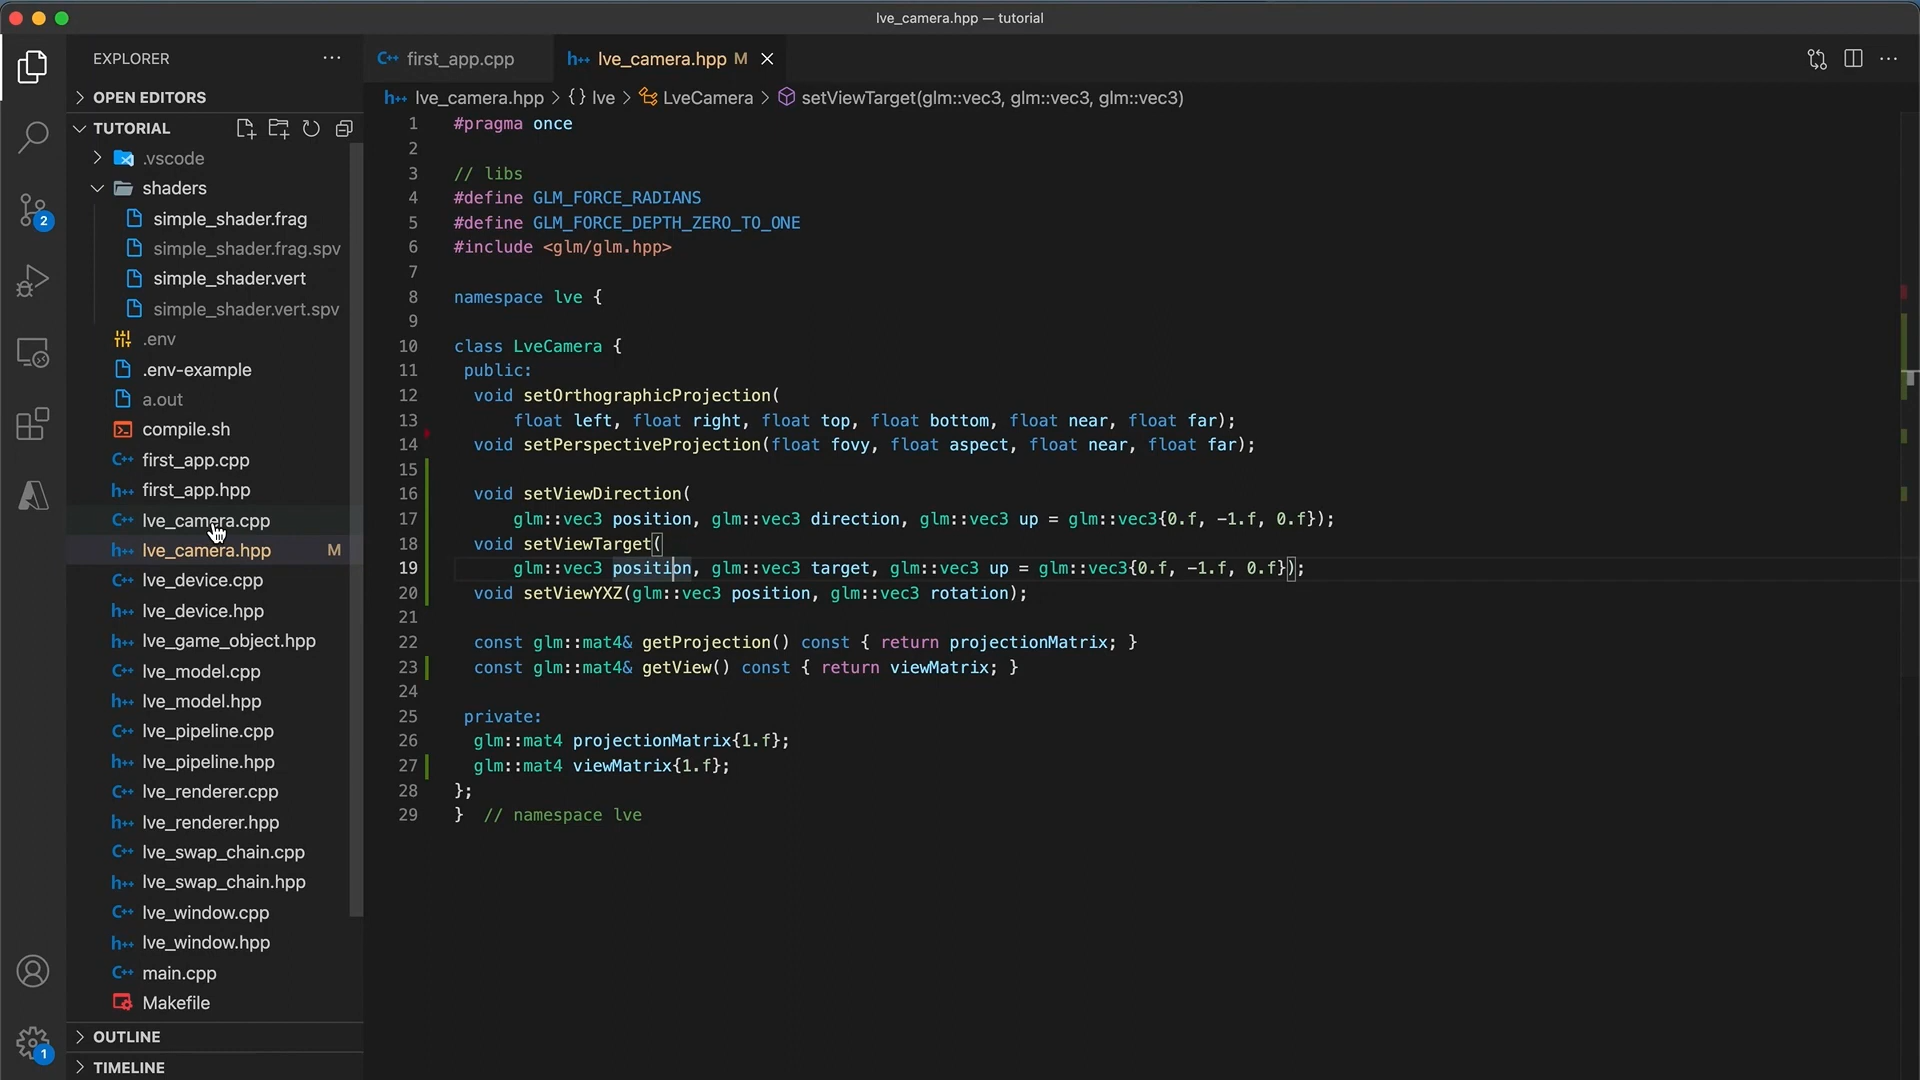 lve_camera.hpp — tutorial
EXPLORER
OPEN EDITORS
TUTORIAL
.vscode
shaders
simple_shader.frag
simple_shader.frag.spv
simple_shader.vert
simple_shader.vert.spv
.env
.env-example
a.out
compile.sh
first_app.cpp
first_app.hpp
lve_camera.cpp
lve_camera.hpp M
lve_device.cpp
lve_device.hpp
lve_game_object.hpp
lve_model.cpp
lve_model.hpp
lve_pipeline.cpp
lve_pipeline.hpp
lve_renderer.cpp
lve_renderer.hpp
lve_swap_chain.cpp
lve_swap_chain.hpp
lve_window.cpp
lve_window.hpp
main.cpp
Makefile
OUTLINE
TIMELINE
2
1
first_app.cpp
lve_camera.hpp M
lve_camera.hpp > {} lve > LveCamera > setViewTarget(glm::vec3, glm::vec3, glm::vec3)
1 #pragma once
2
3 // libs
4 #define GLM_FORCE_RADIANS
5 #define GLM_FORCE_DEPTH_ZERO_TO_ONE
6 #include <glm/glm.hpp>
7
8 namespace lve {
9
10 class LveCamera {
11 public:
12 void setOrthographicProjection(
13 float left, float right, float top, float bottom, float near, float far);
14 void setPerspectiveProjection(float fovy, float aspect, float near, float far);
15
16 void setViewDirection(
17 glm::vec3 position, glm::vec3 direction, glm::vec3 up = glm::vec3{0.f, -1.f, 0.f});
18 void setViewTarget(
19 glm::vec3 position, glm::vec3 target, glm::vec3 up = glm::vec3{0.f, -1.f, 0.f});
20 void setViewYXZ(glm::vec3 position, glm::vec3 rotation);
21
22 const glm::mat4& getProjection() const { return projectionMatrix; }
23 const glm::mat4& getView() const { return viewMatrix; }
24
25 private:
26 glm::mat4 projectionMatrix{1.f};
27 glm::mat4 viewMatrix{1.f};
28 };
29 } // namespace lve